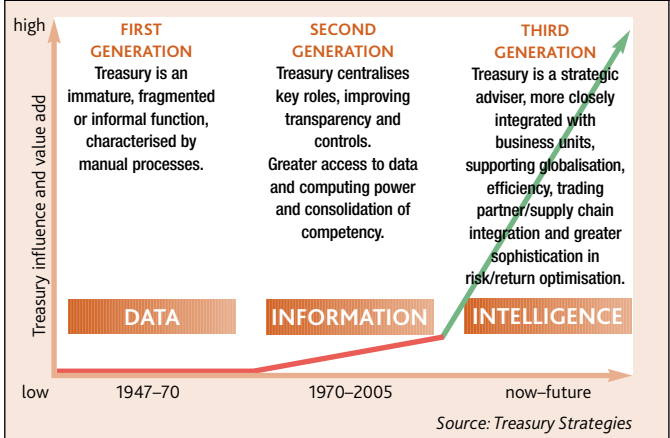 high
Treasury influence and value add
FIRST
GENERATION
Treasury is an
immature, fragmented
or informal function,
characterised by
manual processes.
SECOND
GENERATION
Treasury centralises
key roles, improving
transparency and
controls.
Greater access to data
and computing power
and consolidation of
competency.
THIRD
GENERATION
Treasury is a strategic
adviser, more closely
integrated with
business units,
supporting globalisation,
efficiency, trading
partner/supply chain
integration and greater
sophistication in
risk/return optimisation.
DATA
INFORMATION
INTELLIGENCE
low
1947–70
1970–2005
now–future
Source: Treasury Strategies